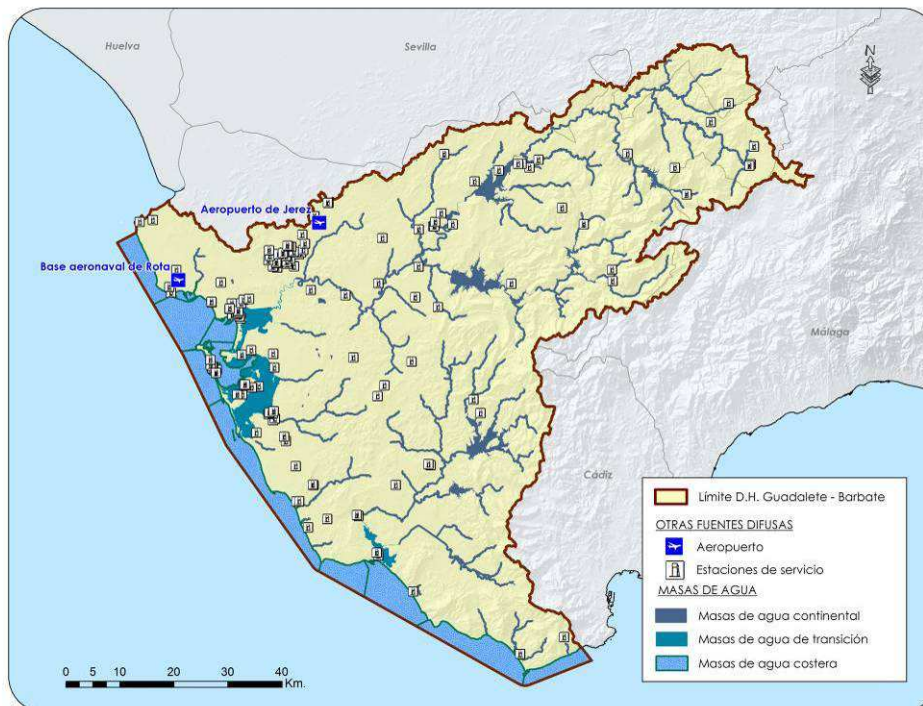 Huelva
Sevilla
N
Aeropuerto de Jerez
Base aeronaval de Rota
Málaga
Cádiz
Límite D.H. Guadalete - Barbate
OTRAS FUENTES DIFUSAS
Aeropuerto
Estaciones de servicio
MASAS DE AGUA
Masas de agua continental
Masas de agua de transición
Masas de agua costera
0 5 10 20 30 40
Km.